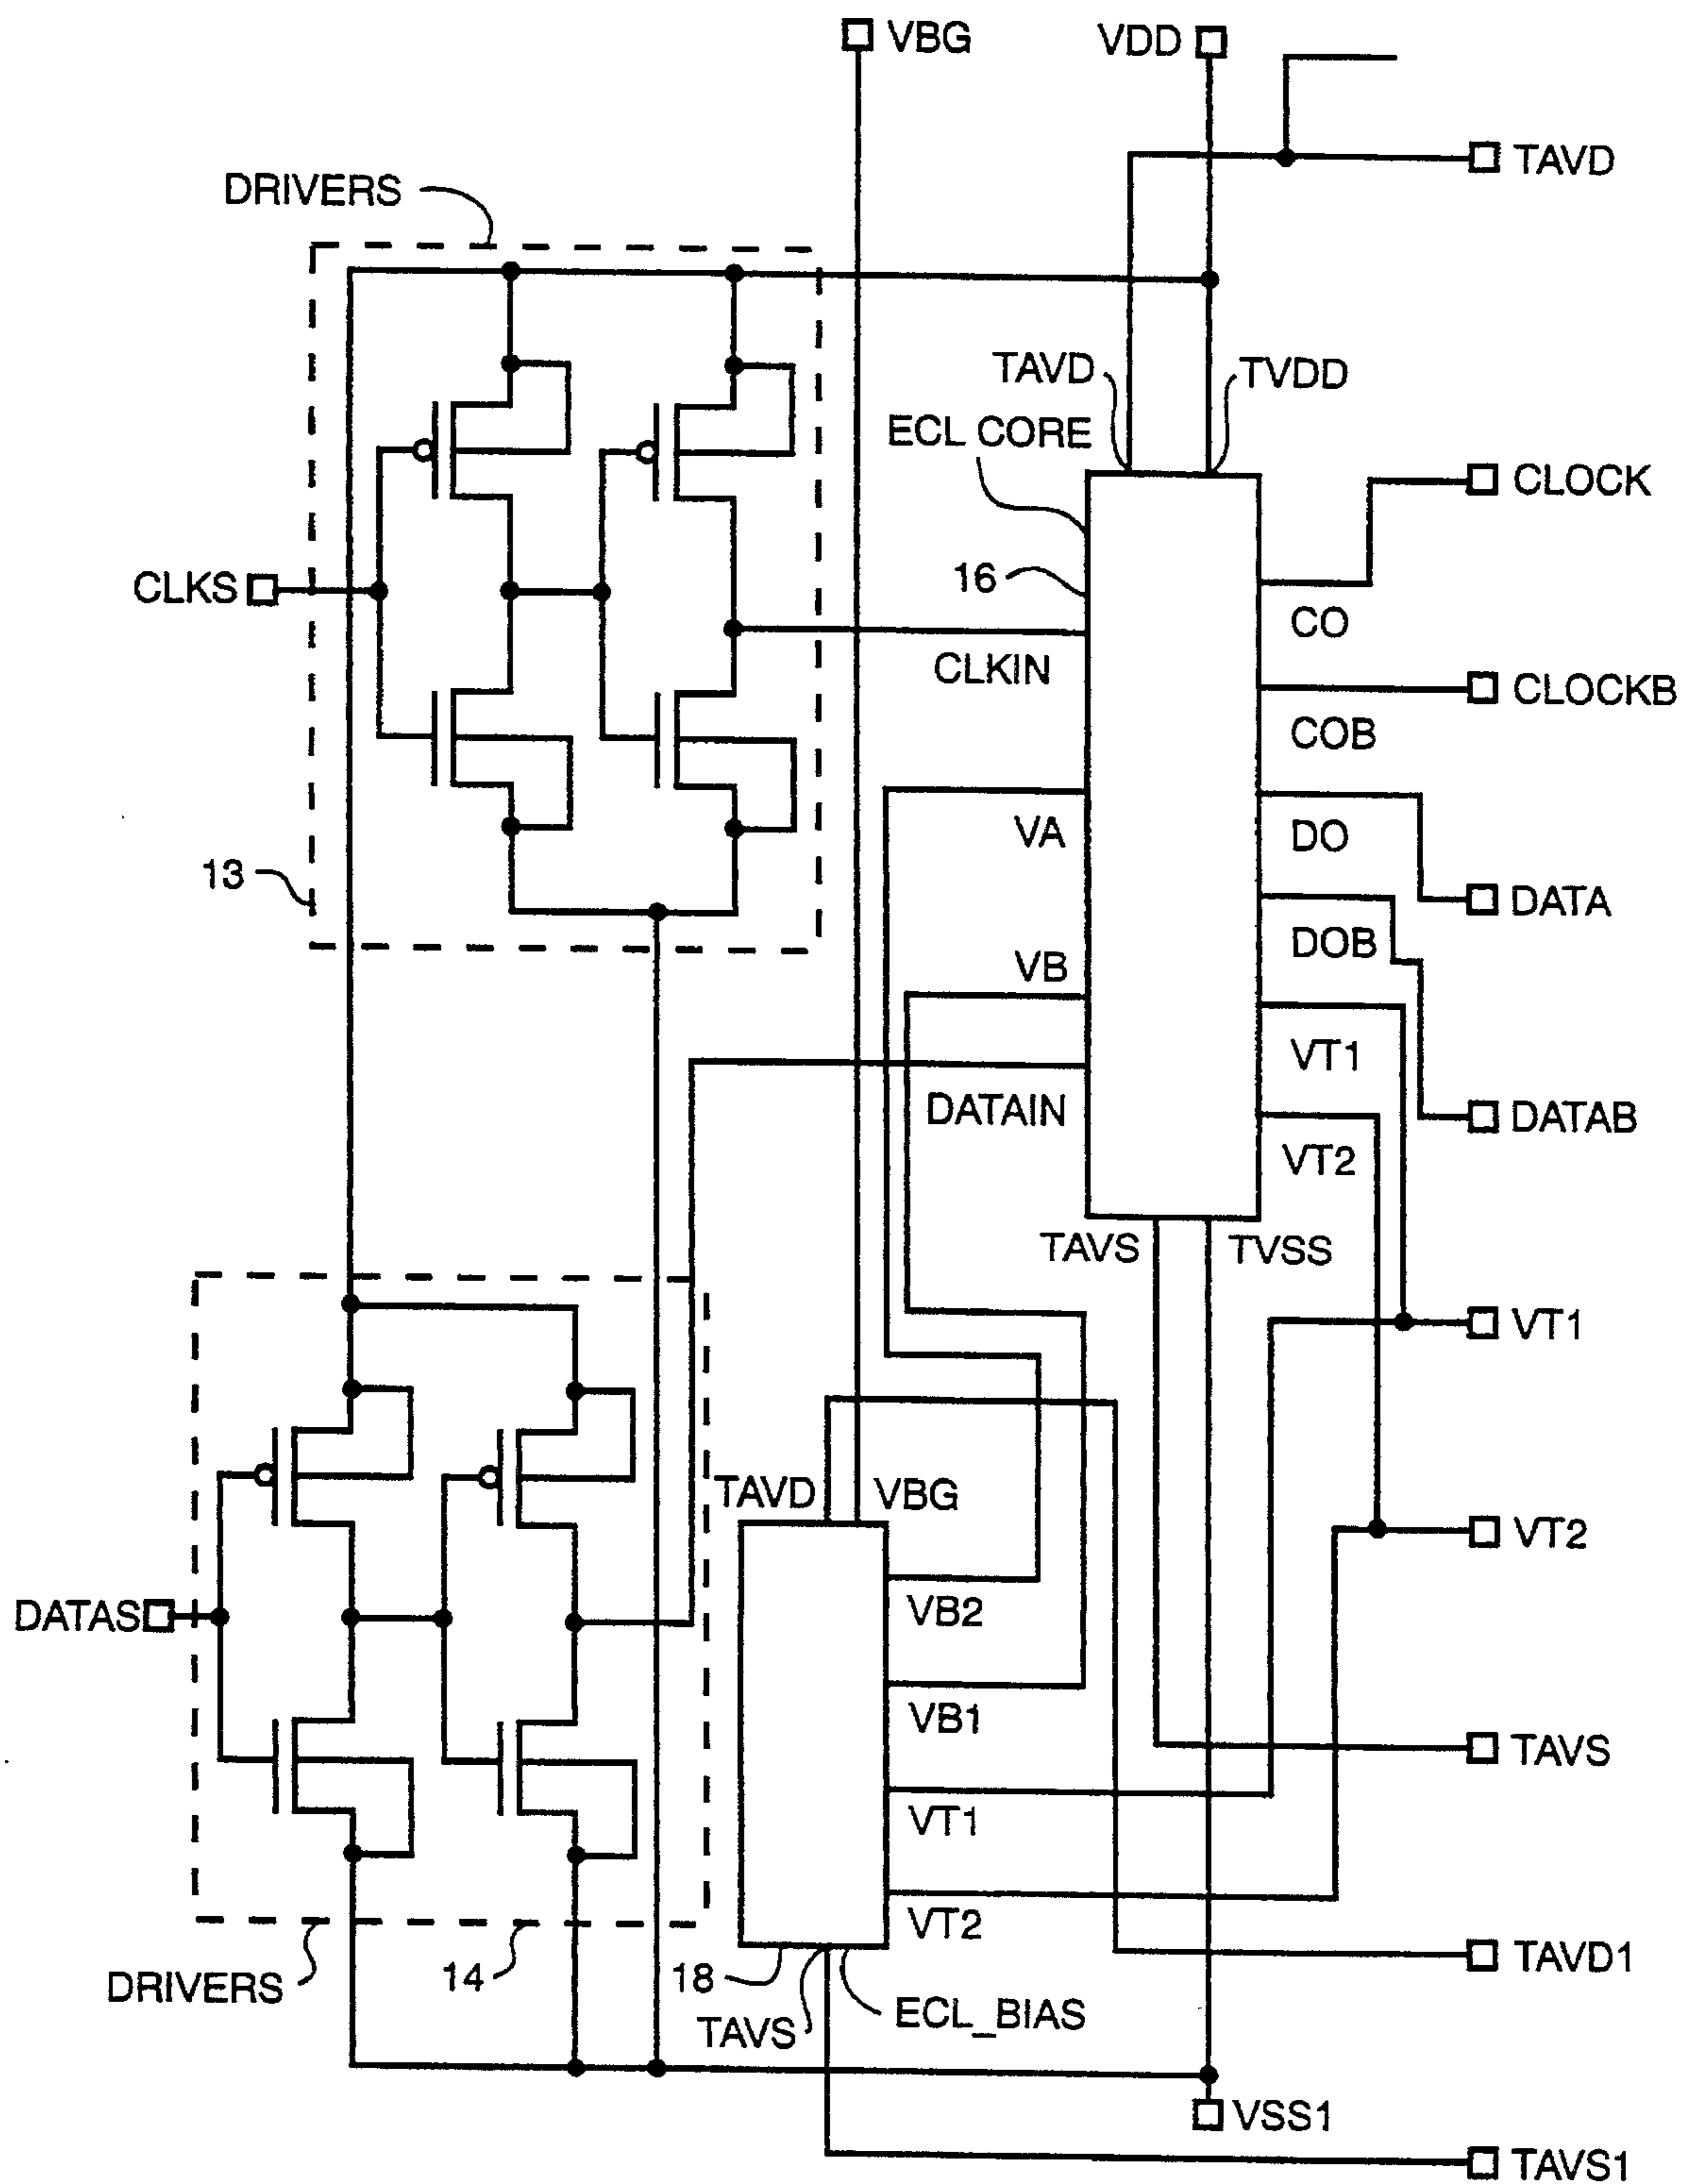 VBG
VDD
TAVD
DRIVERS
TAVD
TVDD
ECL CORE
CLOCK
16
CLKS
CO
CLKIN
CLOCKB
COB
VA
DO
13
DATA
DOB
VB
VT1
DATAIN
DATAB
VT2
TAVS
TVSS
VT1
TAVD
VBG
VT2
DATAS
VB2
VB1
TAVS
VT1
VT2
DRIVERS
14
18
TAVD1
ECL_BIAS
TAVS
VSS1
TAVS1